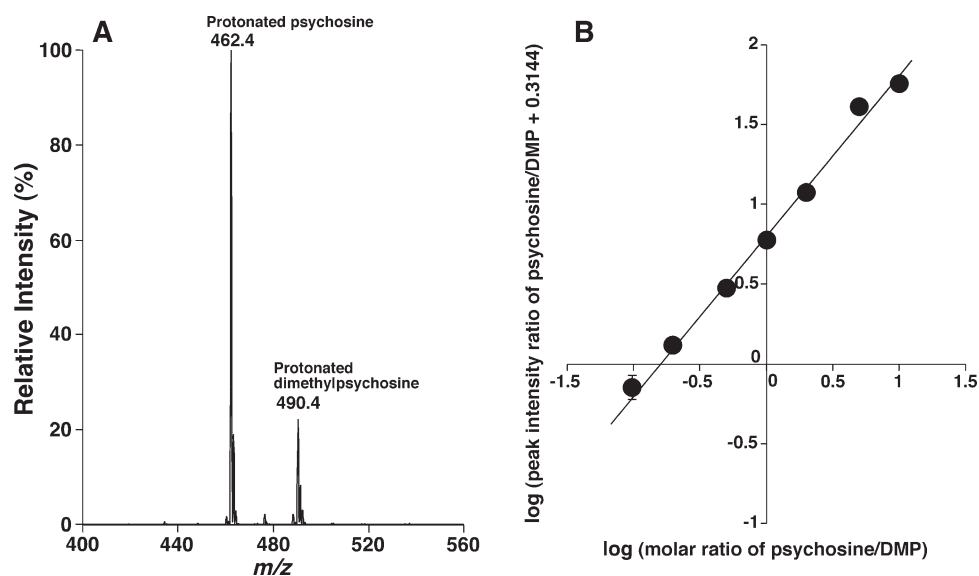 A
Protonated psychosine
462.4
100
80
60
40
20
0
Relative Intensity (%)
Protonated
dimethylpsychosine
490.4
400
440
480
520
560
m/z
B
log (peak intensity ratio of psychosine/DMP + 0.3144)
2
1.5
1
0.5
0
-0.5
-1
-1.5
-0.5
0
0.5
1
1.5
log (molar ratio of psychosine/DMP)